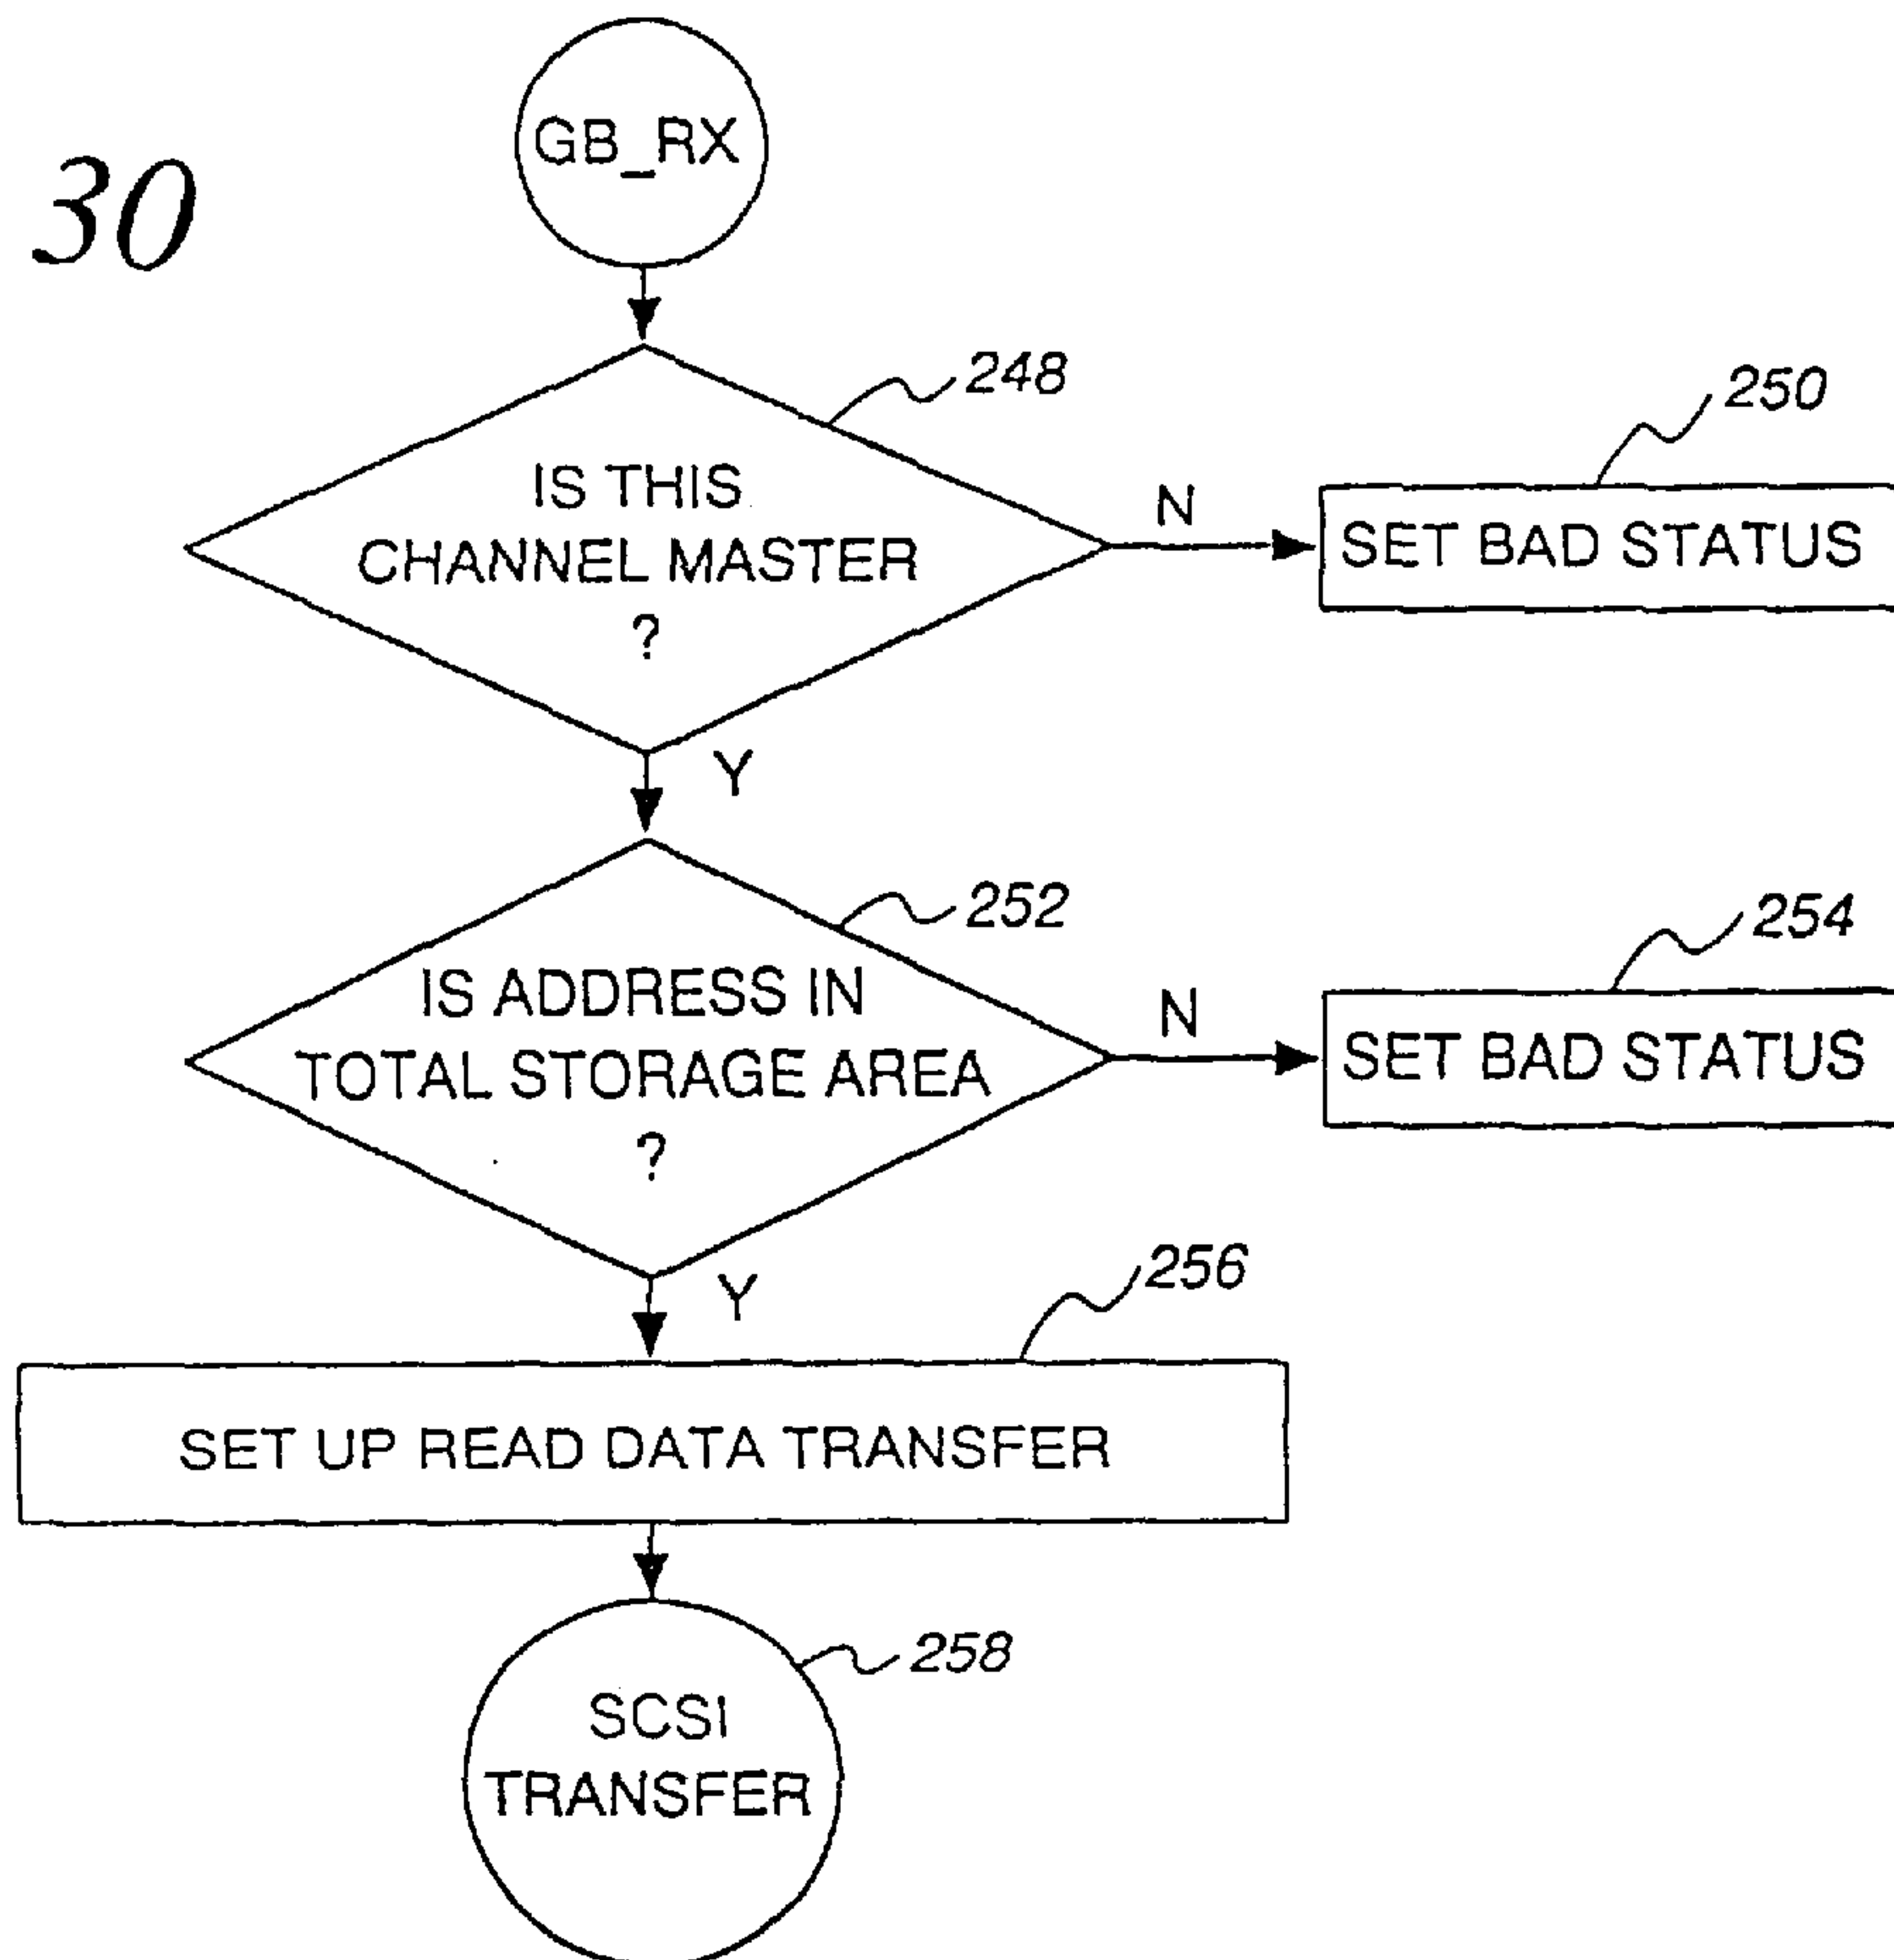 30
GB_RX
248
IS THIS
CHANNEL MASTER
?
N
250
SET BAD STATUS
Y
252
IS ADDRESS IN
TOTAL STORAGE AREA
?
N
254
SET BAD STATUS
Y
256
SET UP READ DATA TRANSFER
258
SCSI
TRANSFER